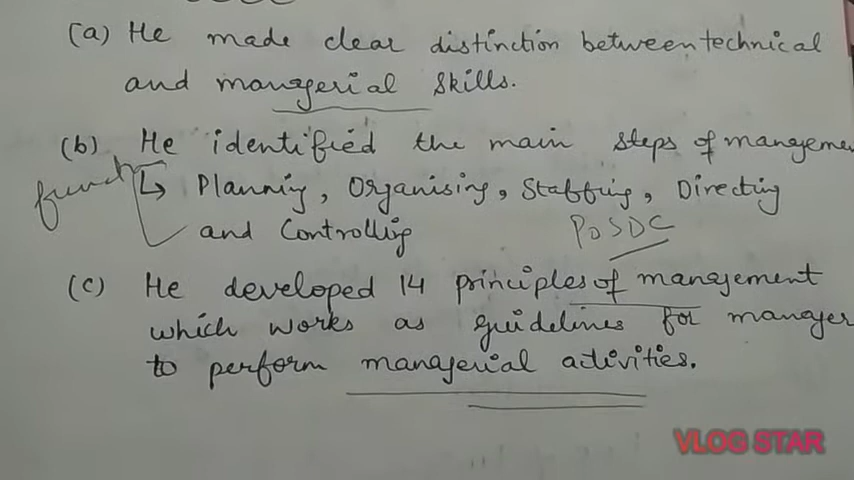 (a) He made clear distinction between technical
and managerial skills.
(b) He identified the main steps of manageme
funct
↳ Planning, Organising, Staffing, Directing
and Controlling
POSDC
(c) He developed 14 principles of management
which works as guidelines for manager
to perform managerial activities.
VLOG STAR